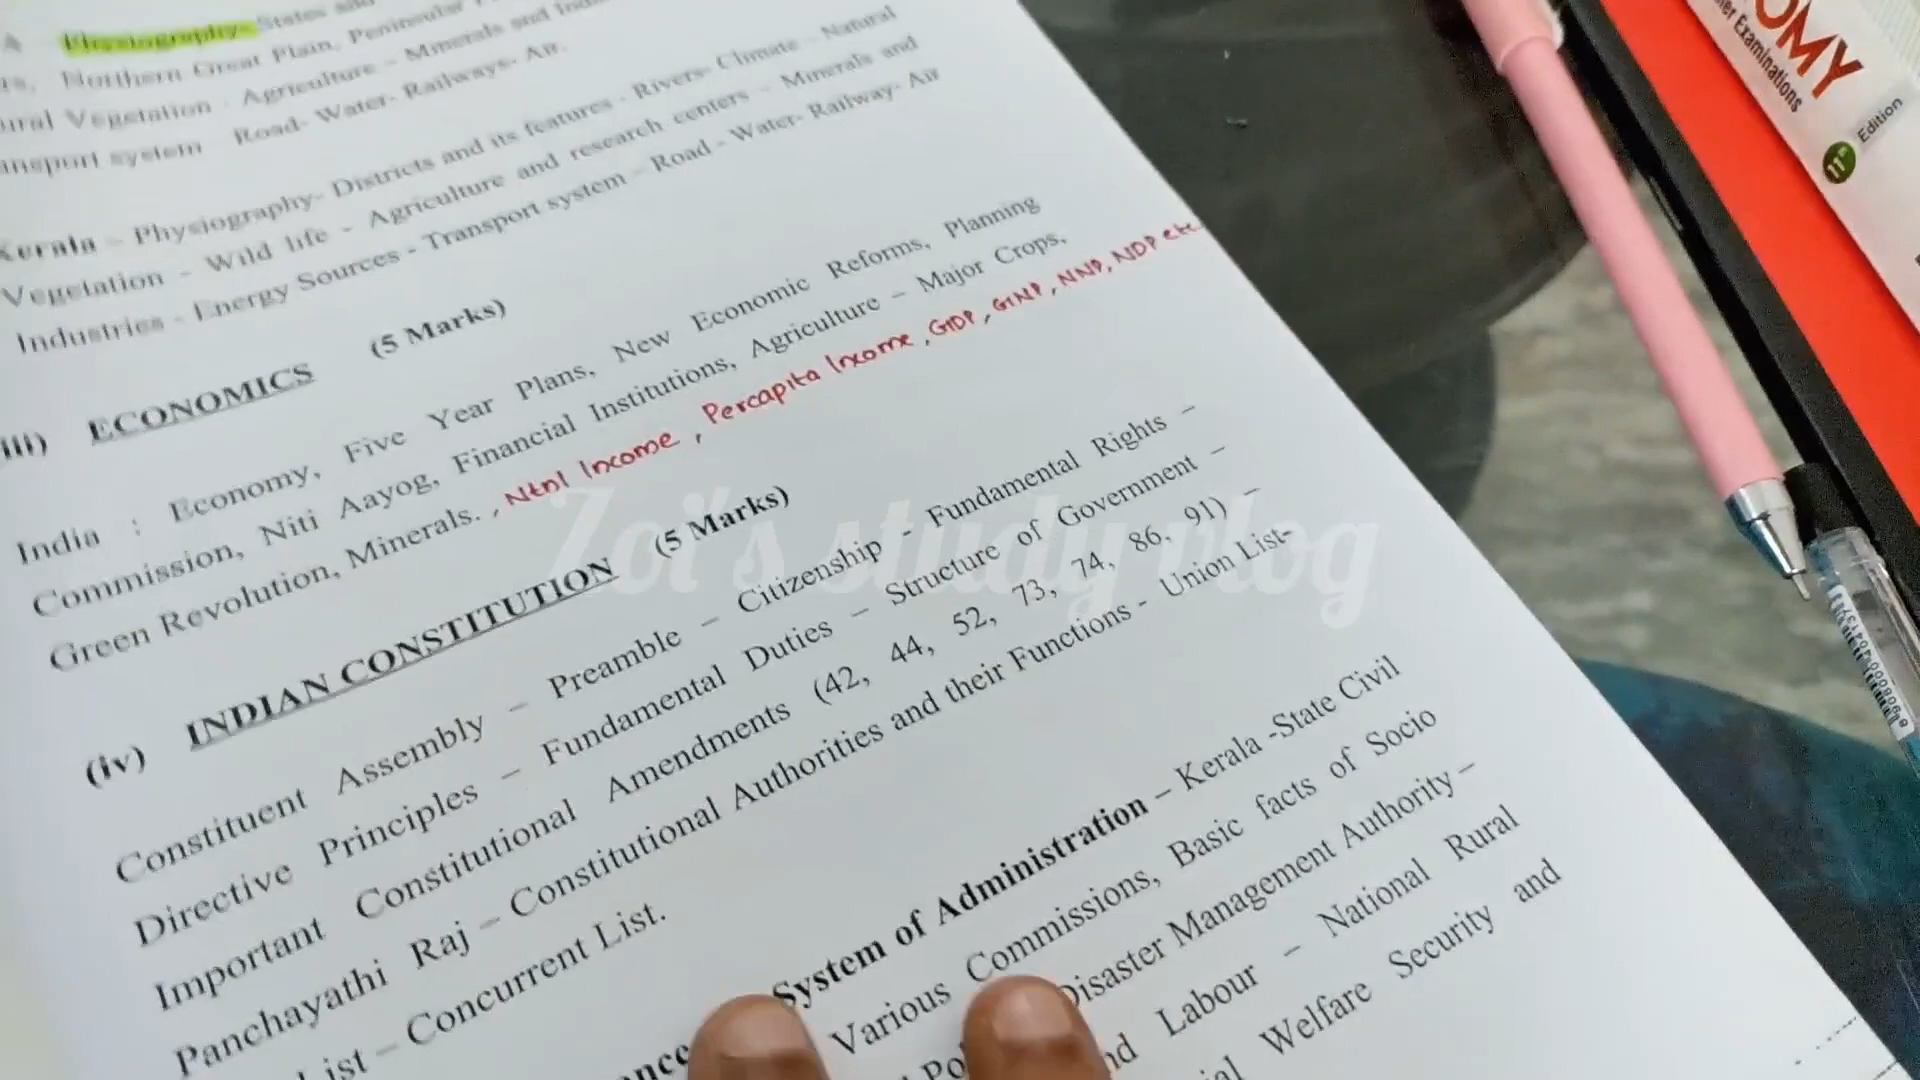 Physiography- States and
Northern Great Plain, Peninsular
Vegetation - Agriculture - Minerals and
system Road- Water- Railways- Air.
Kerala – Physiography- Districts and its features - Rivers- Climate - Natural
Vegetation - Wild life - Agriculture and research centers - Minerals and
Industries - Energy Sources - Transport system – Road - Water- Railway- Air
iii) ECONOMICS (5 Marks)
India : Economy, Five Year Plans, New Economic Reforms, Planning
Commission, Niti Aayog, Financial Institutions, Agriculture – Major Crops,
Green Revolution, Minerals. , Ntnl Income , Percapita Income , GDP , GNP , NNP, NDP etc.
(iv) INDIAN CONSTITUTION (5 Marks)
Constituent Assembly – Preamble – Citizenship - Fundamental Rights –
Directive Principles – Fundamental Duties – Structure of Government –
Important Constitutional Amendments (42, 44, 52, 73, 74, 86, 91) –
Panchayathi Raj – Constitutional Authorities and their Functions - Union List-
List – Concurrent List.
System of Administration – Kerala -State Civil
Various Commissions, Basic facts of Socio
Disaster Management Authority –
Labour – National Rural
Welfare Security and
Zoi's study vlog
OMY
Examinations
11th Edition